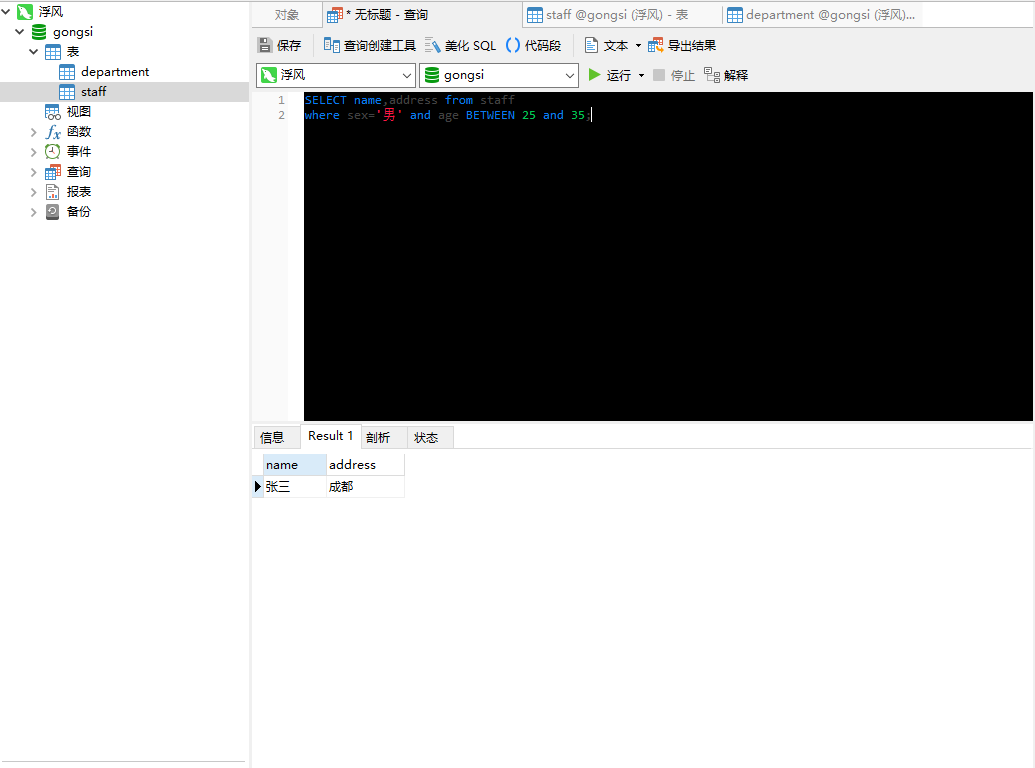 浮风
gongsi
表
department
staff
视图
fx 函数
事件
查询
报表
备份
对象
* 无标题 - 查询
staff @gongsi (浮风) - 表
department @gongsi (浮风)...
保存
查询创建工具
美化 SQL
() 代码段
文本
导出结果
浮风
gongsi
运行
停止
解释
1 SELECT name,address from staff
2 where sex='男' and age BETWEEN 25 and 35;
信息
Result 1
剖析
状态
name address
张三 成都